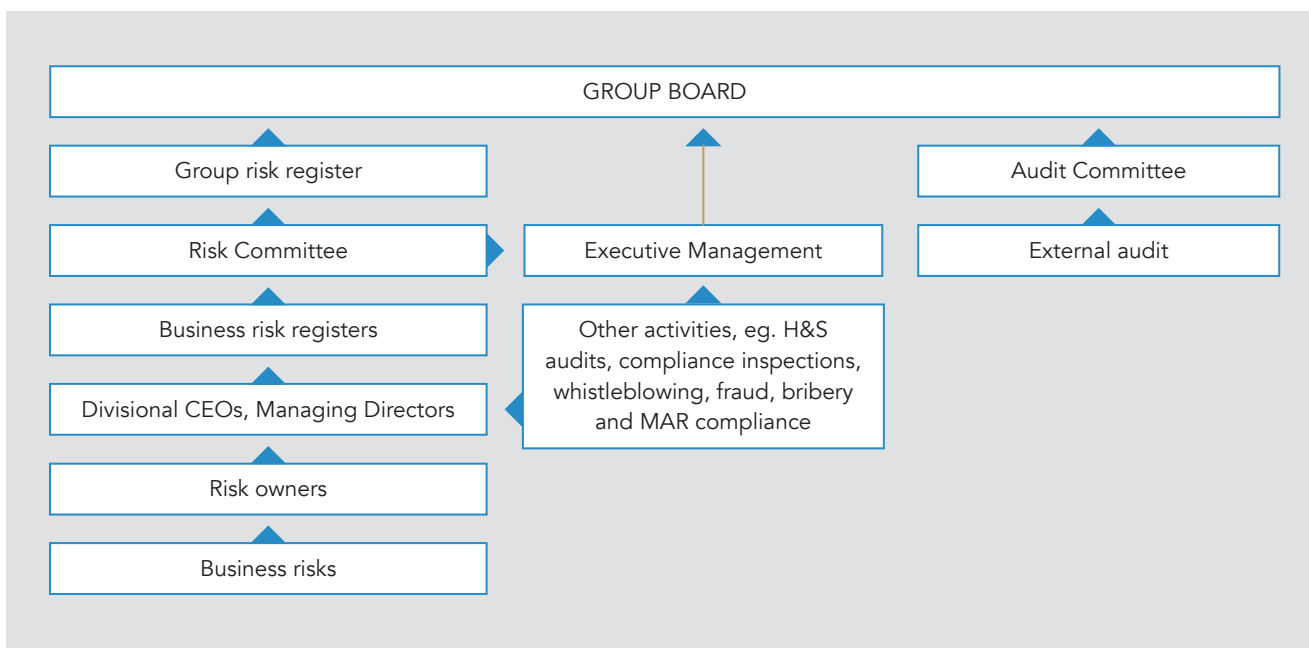 GROUP BOARD
Group risk register
Audit Committee
Risk Committee
Executive Management
External audit
Business risk registers
Other activities, eg. H&S
audits, compliance inspections,
whistleblowing, fraud, bribery
and MAR compliance
Divisional CEOs, Managing Directors
Risk owners
Business risks